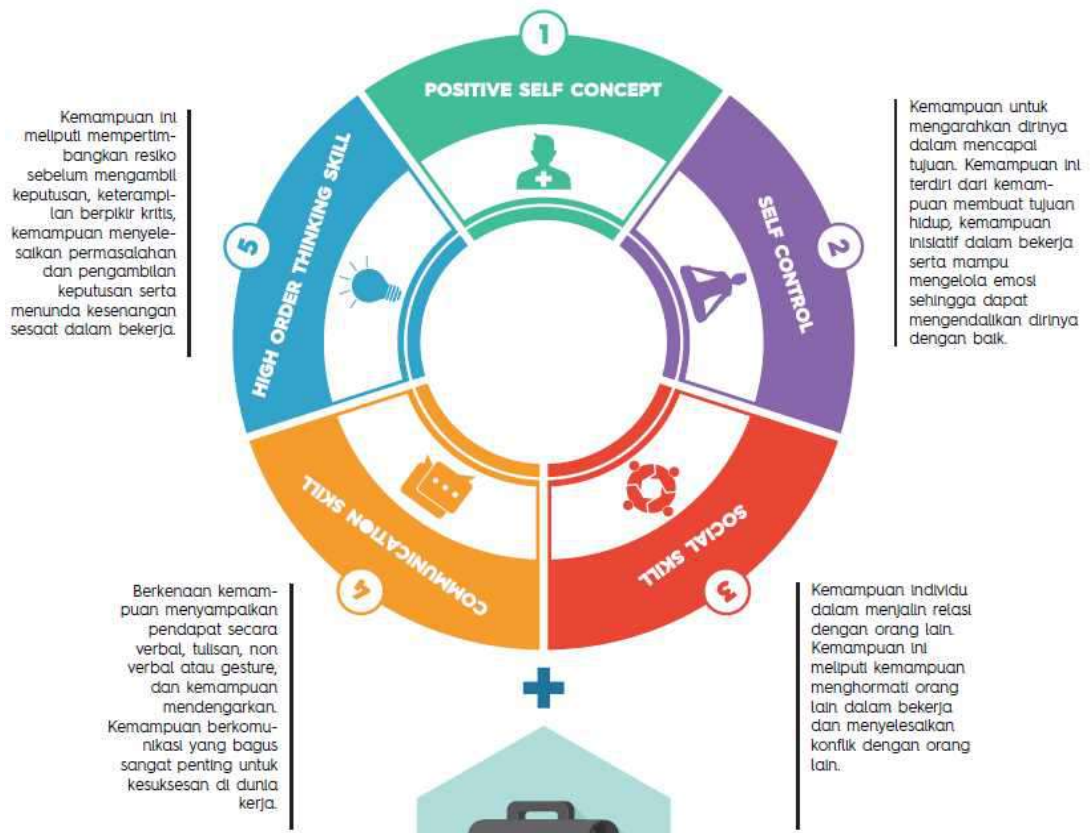 1
POSITIVE SELF CONCEPT
2
SELF CONTROL
Kemampuan untuk
mengarahkan dirinya
dalam mencapai
tujuan. Kemampuan ini
terdiri dari kemam-
puan membuat tujuan
hidup, kemampuan
inisiatif dalam bekerja
serta mampu
mengelola emosi
sehingga dapat
mengendalikan dirinya
dengan baik.
3
SOCIAL SKILL
Kemampuan individu
dalam menjalin relasi
dengan orang lain.
Kemampuan ini
meliputi kemampuan
menghormati orang
lain dalam bekerja
dan menyelesaikan
konflik dengan orang
lain.
4
COMMUNICATION SKILL
Berkenaan kemam-
puan menyampaikan
pendapat secara
verbal, tulisan, non
verbal atau gesture,
dan kemampuan
mendengarkan.
Kemampuan berkomu-
nikasi yang bagus
sangat penting untuk
kesuksesan di dunia
kerja.
5
HIGH ORDER THINKING SKILL
Kemampuan ini
meliputi mempertim-
bangkan resiko
sebelum mengambil
keputusan, keterampi-
lan berpikir kritis,
kemampuan menyele-
saikan permasalahan
dan pengambilan
keputusan serta
menunda kesenangan
sesaat dalam bekerja.
+